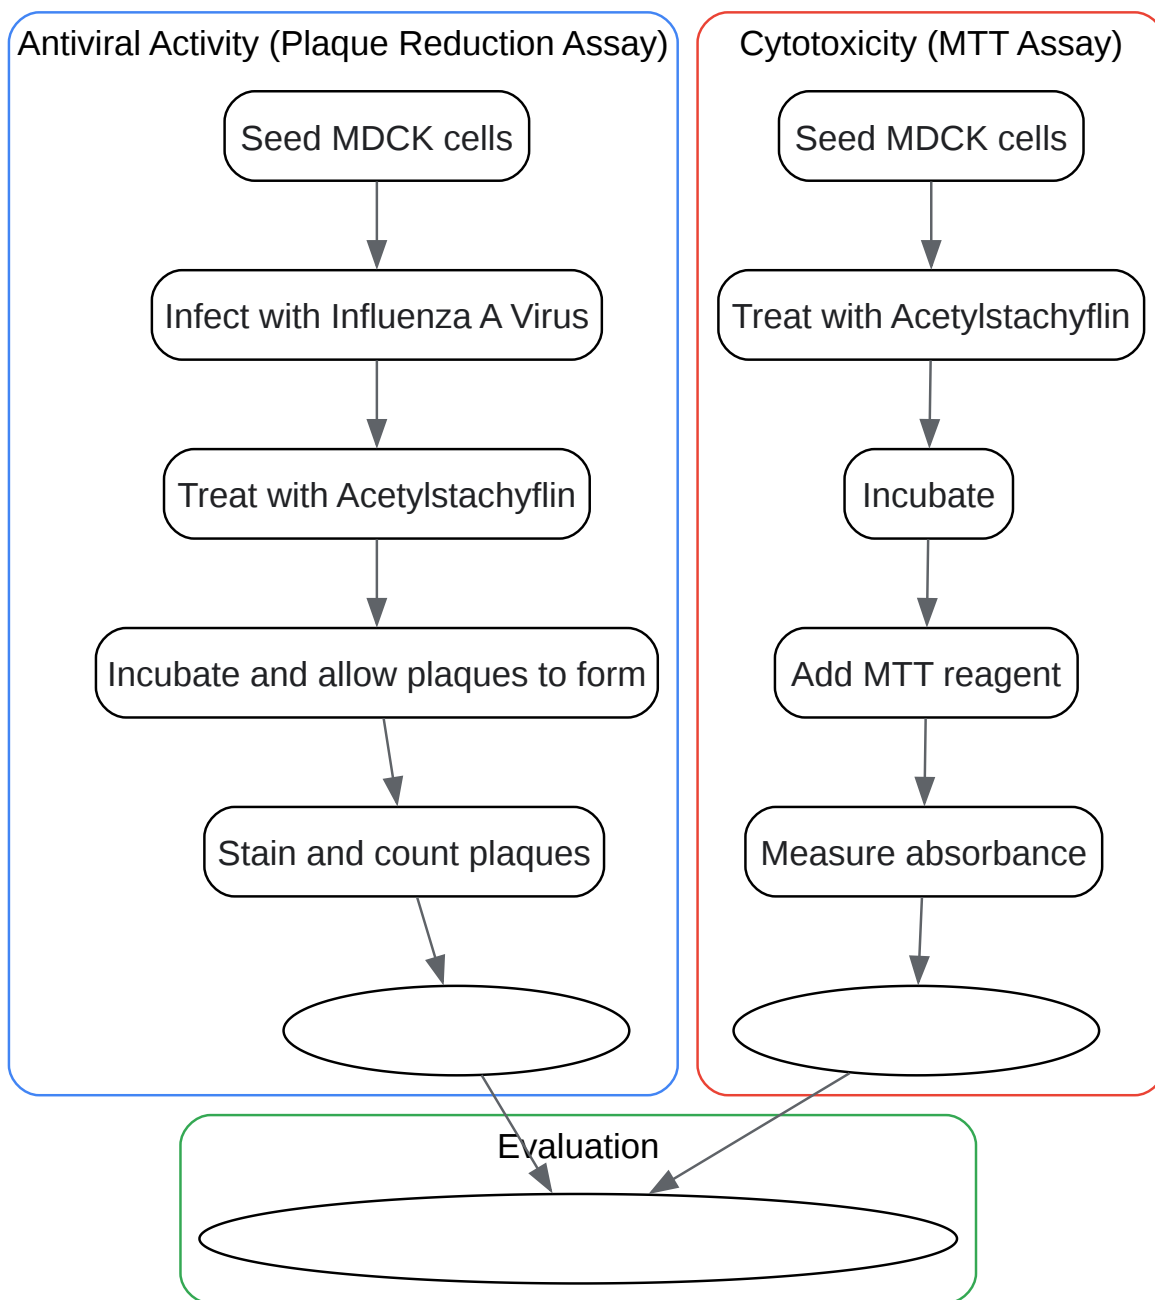 Antiviral Activity (Plaque Reduction Assay)
Seed MDCK cells
Infect with Influenza A Virus
Treat with Acetylstachyflin
Incubate and allow plaques to form
Stain and count plaques
Cytotoxicity (MTT Assay)
Seed MDCK cells
Treat with Acetylstachyflin
Incubate
Add MTT reagent
Measure absorbance
Evaluation